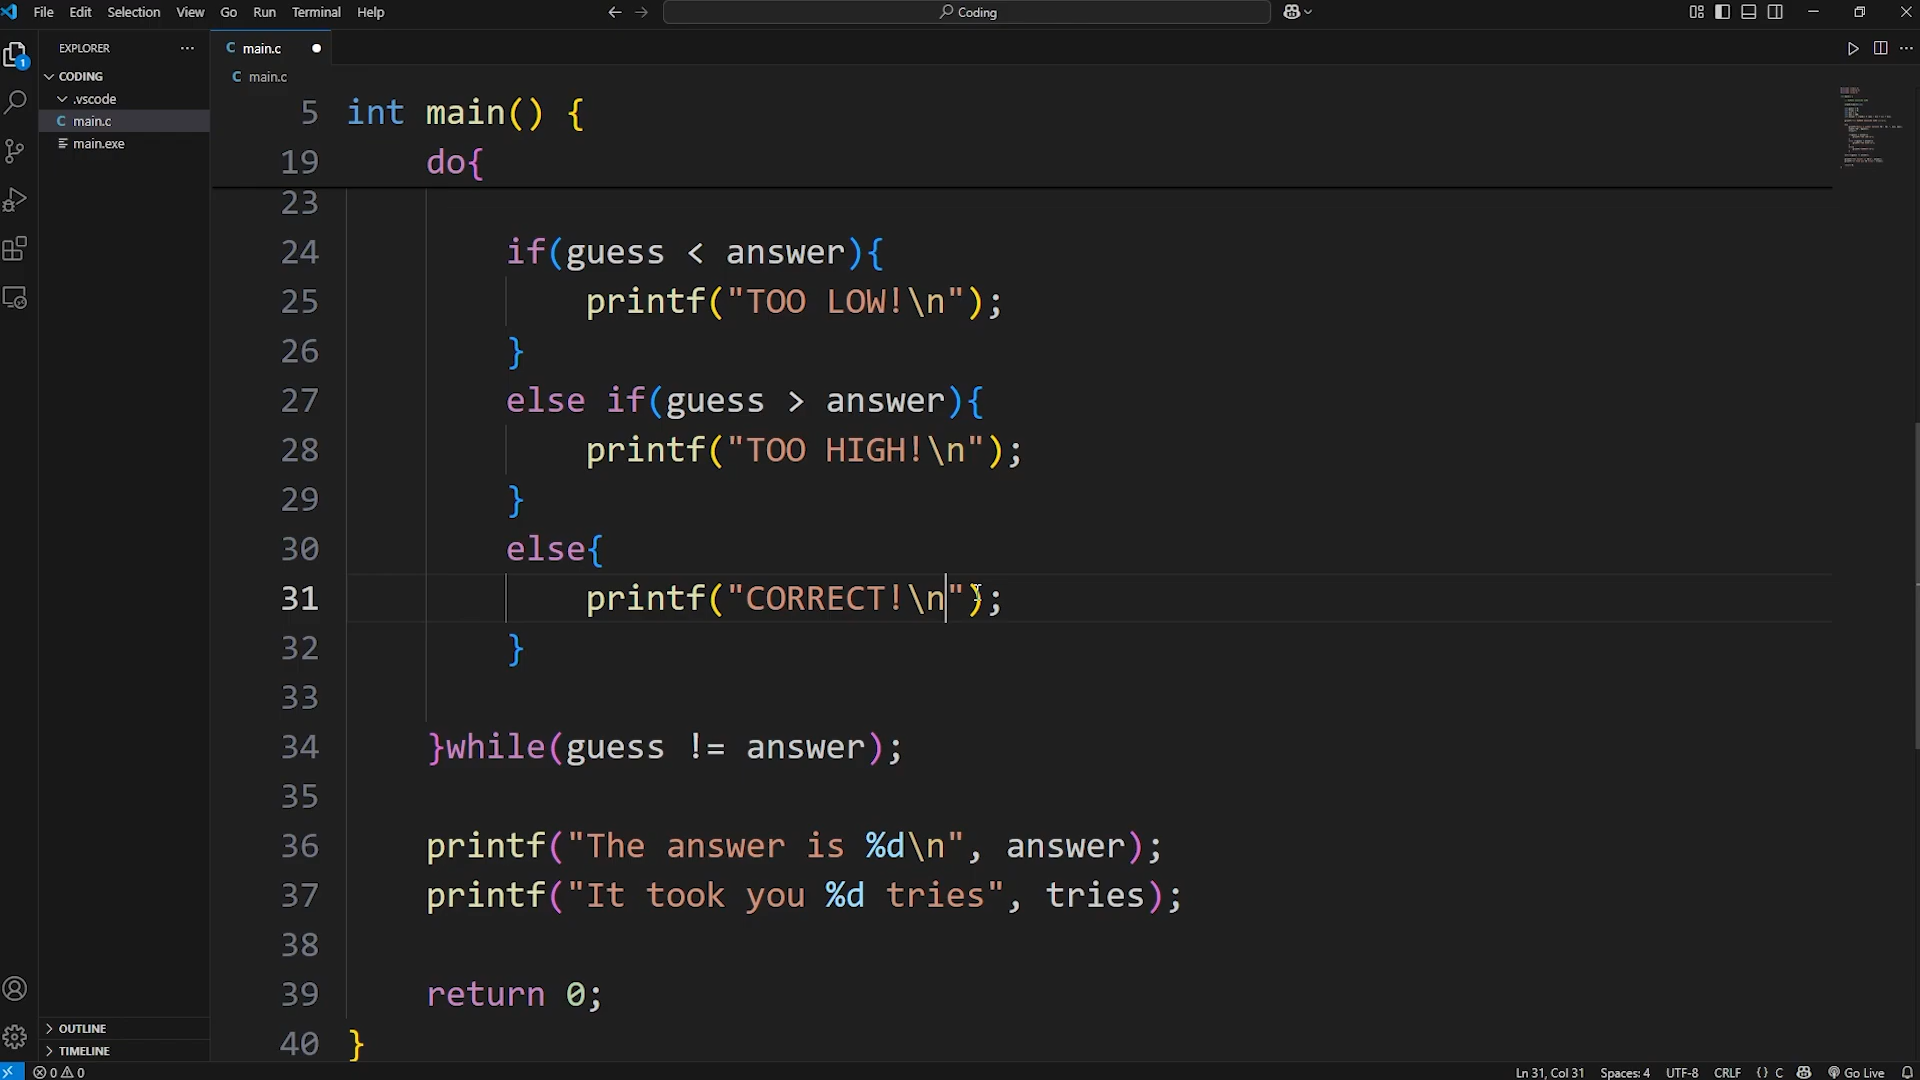 File Edit Selection View Go Run Terminal Help
Coding
EXPLORER
main.c
CODING
main.c
.vscode
main.c
main.exe
1
5 int main() {
19 do{
23
24 if(guess < answer){
25 printf("TOO LOW!\n");
26 }
27 else if(guess > answer){
28 printf("TOO HIGH!\n");
29 }
30 else{
31 printf("CORRECT!\n");
32 }
33
34 }while(guess != answer);
35
36 printf("The answer is %d\n", answer);
37 printf("It took you %d tries", tries);
38
39 return 0;
40 }
OUTLINE
TIMELINE
0 0
Ln 31, Col 31 Spaces: 4 UTF-8 CRLF {} C Go Live